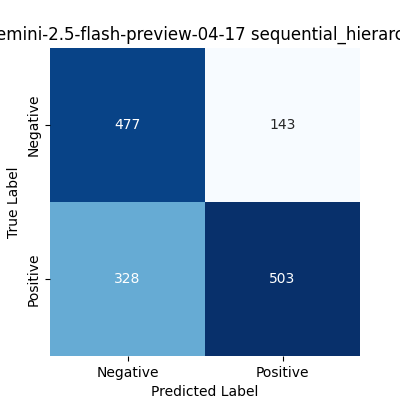 emini-2.5-flash-preview-04-17 sequential_hierarc
True Label
Negative
477
143
Positive
328
503
Negative
Positive
Predicted Label